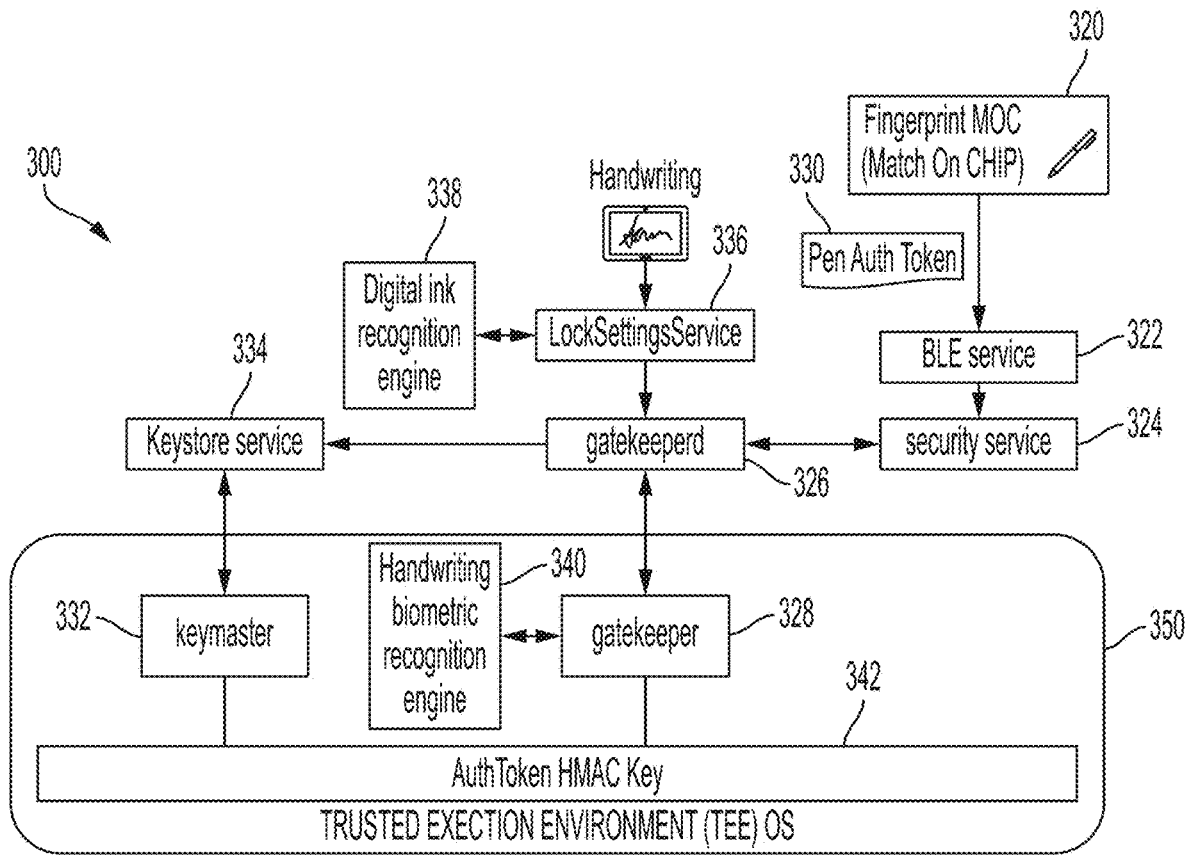 320
Fingerprint MOC
(Match On CHIP)
300
330
Handwriting
338
336
Pen Auth Token
Digital ink
recognition
engine
LockSettingsService
BLE service
322
334
Keystore service
gatekeeperd
security service
324
326
Handwriting
biometric
recognition
engine
340
332
keymaster
gatekeeper
328
350
342
AuthToken HMAC Key
TRUSTED EXECTION ENVIRONMENT (TEE) OS